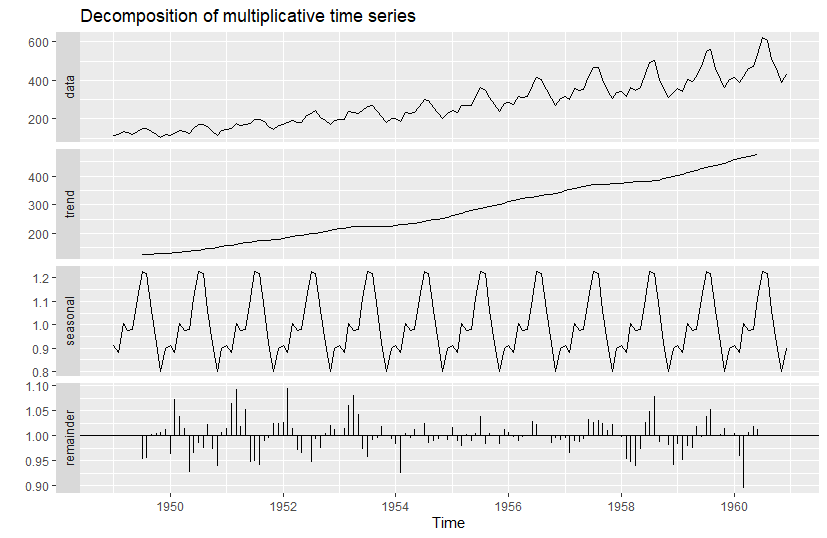 Decomposition of multiplicative time series
600
400
200
data
400
300
200
trend
1.2
1.1
1.0
0.9
0.8
seasonal
1.10
1.05
1.00
0.95
0.90
remainder
1950 1952 1954 1956 1958 1960
Time